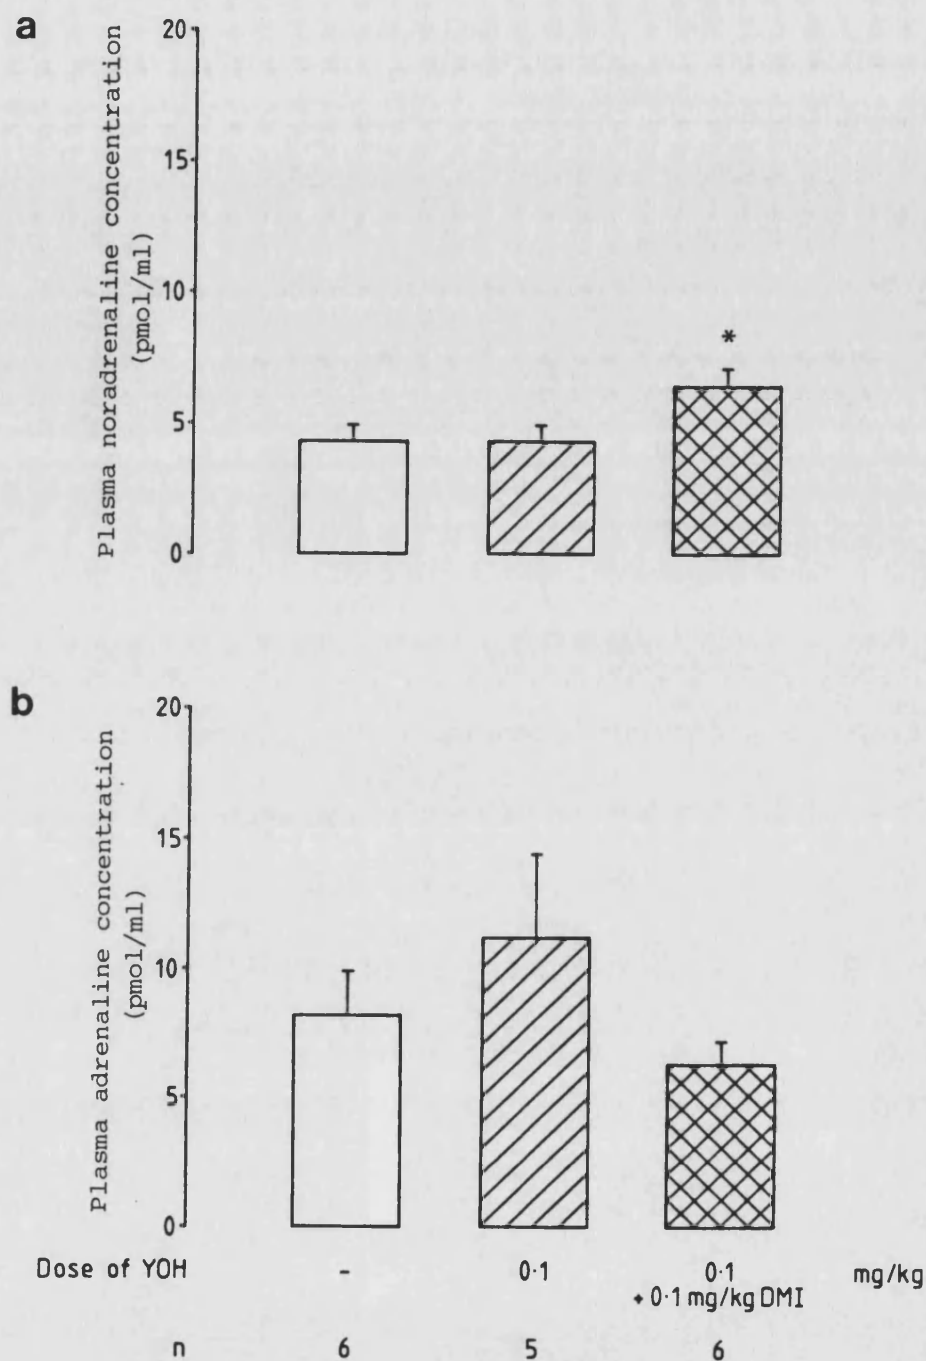 a
Plasma noradrenaline concentration
(pmol/ml)
20
15
10
5
0
*
b
Plasma adrenaline concentration
(pmol/ml)
20
15
10
5
0
Dose of YOH - 0·1 0·1 mg/kg
+ 0·1 mg/kg DMI
n 6 5 6